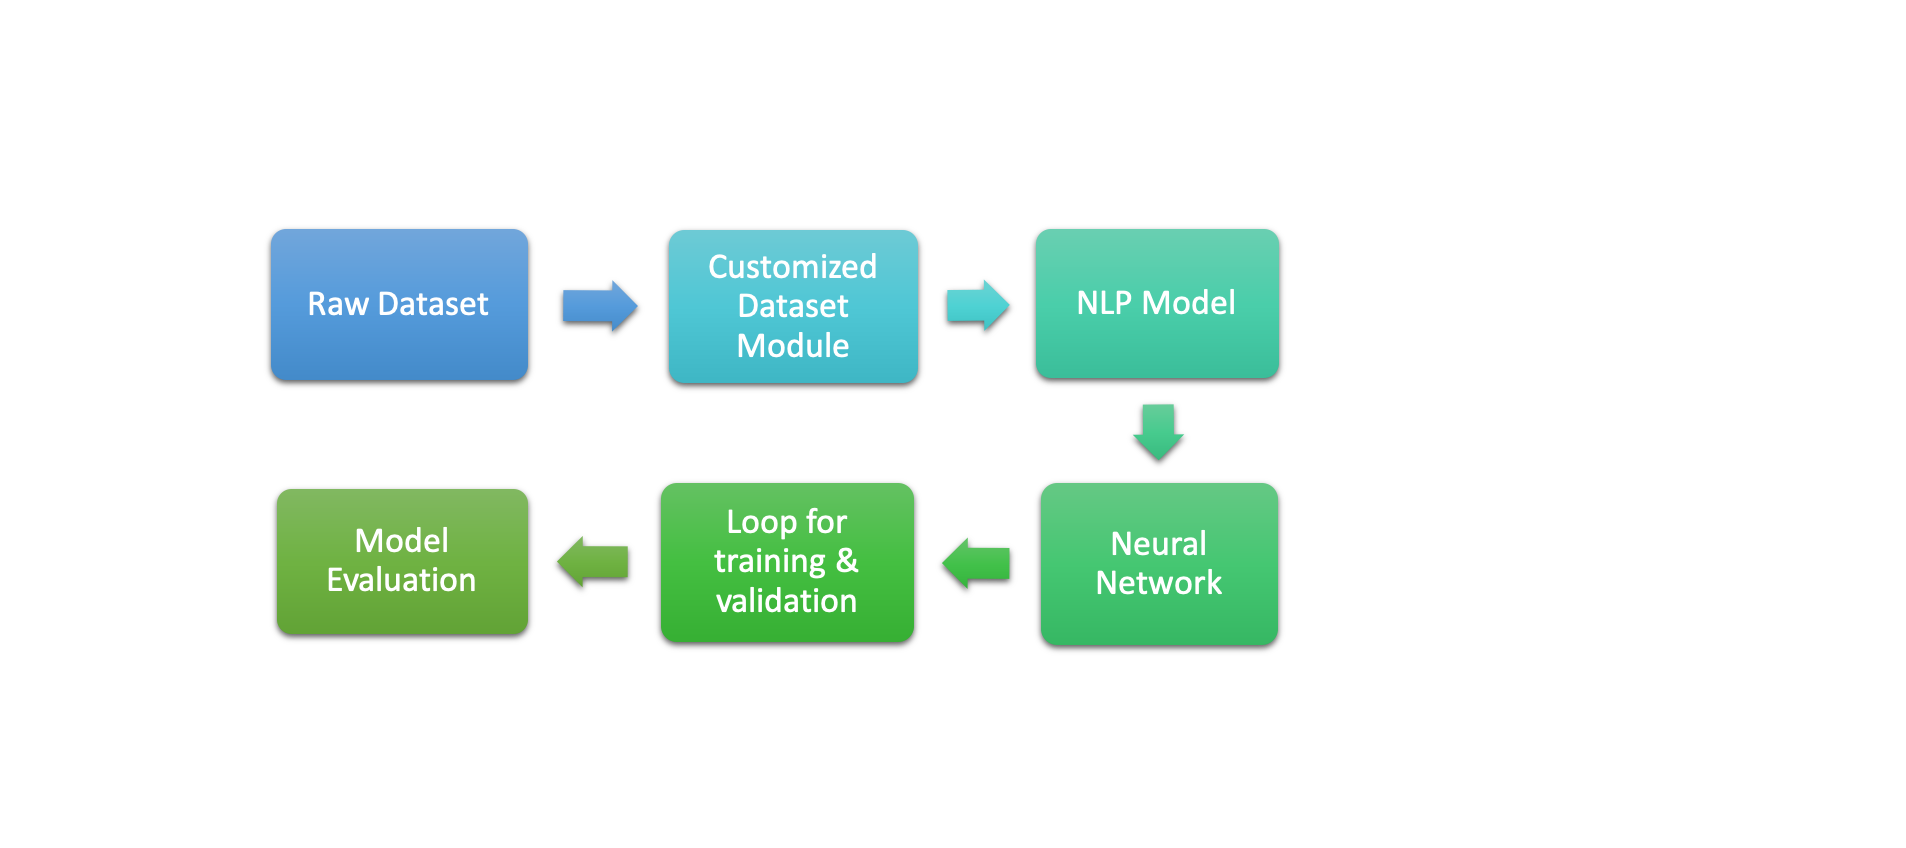 Raw Dataset
Customized
Dataset
Module
NLP Model
Neural
Network
Loop for
training &
validation
Model
Evaluation